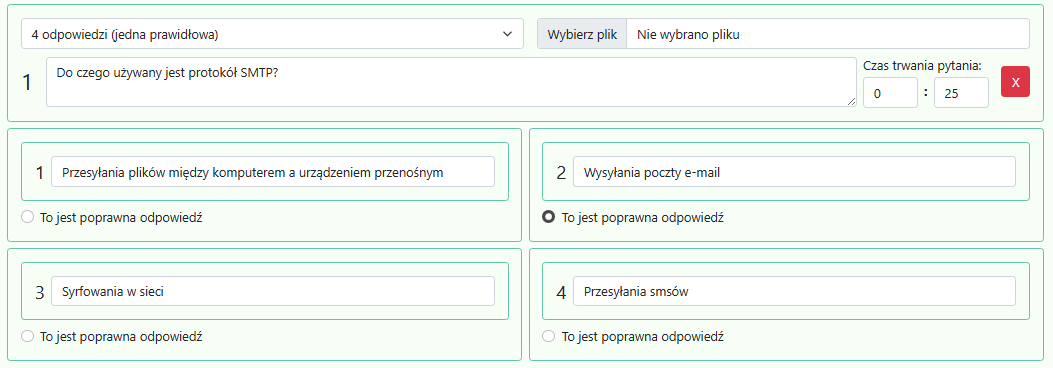 4 odpowiedzi (jedna prawidłowa)
Wybierz plik Nie wybrano pliku
1
Do czego używany jest protokół SMTP?
Czas trwania pytania:
0 : 25
X
1 Przesyłania plików między komputerem a urządzeniem przenośnym
To jest poprawna odpowiedź
2 Wysyłania poczty e-mail
To jest poprawna odpowiedź
3 Syrfowania w sieci
To jest poprawna odpowiedź
4 Przesyłania smsów
To jest poprawna odpowiedź